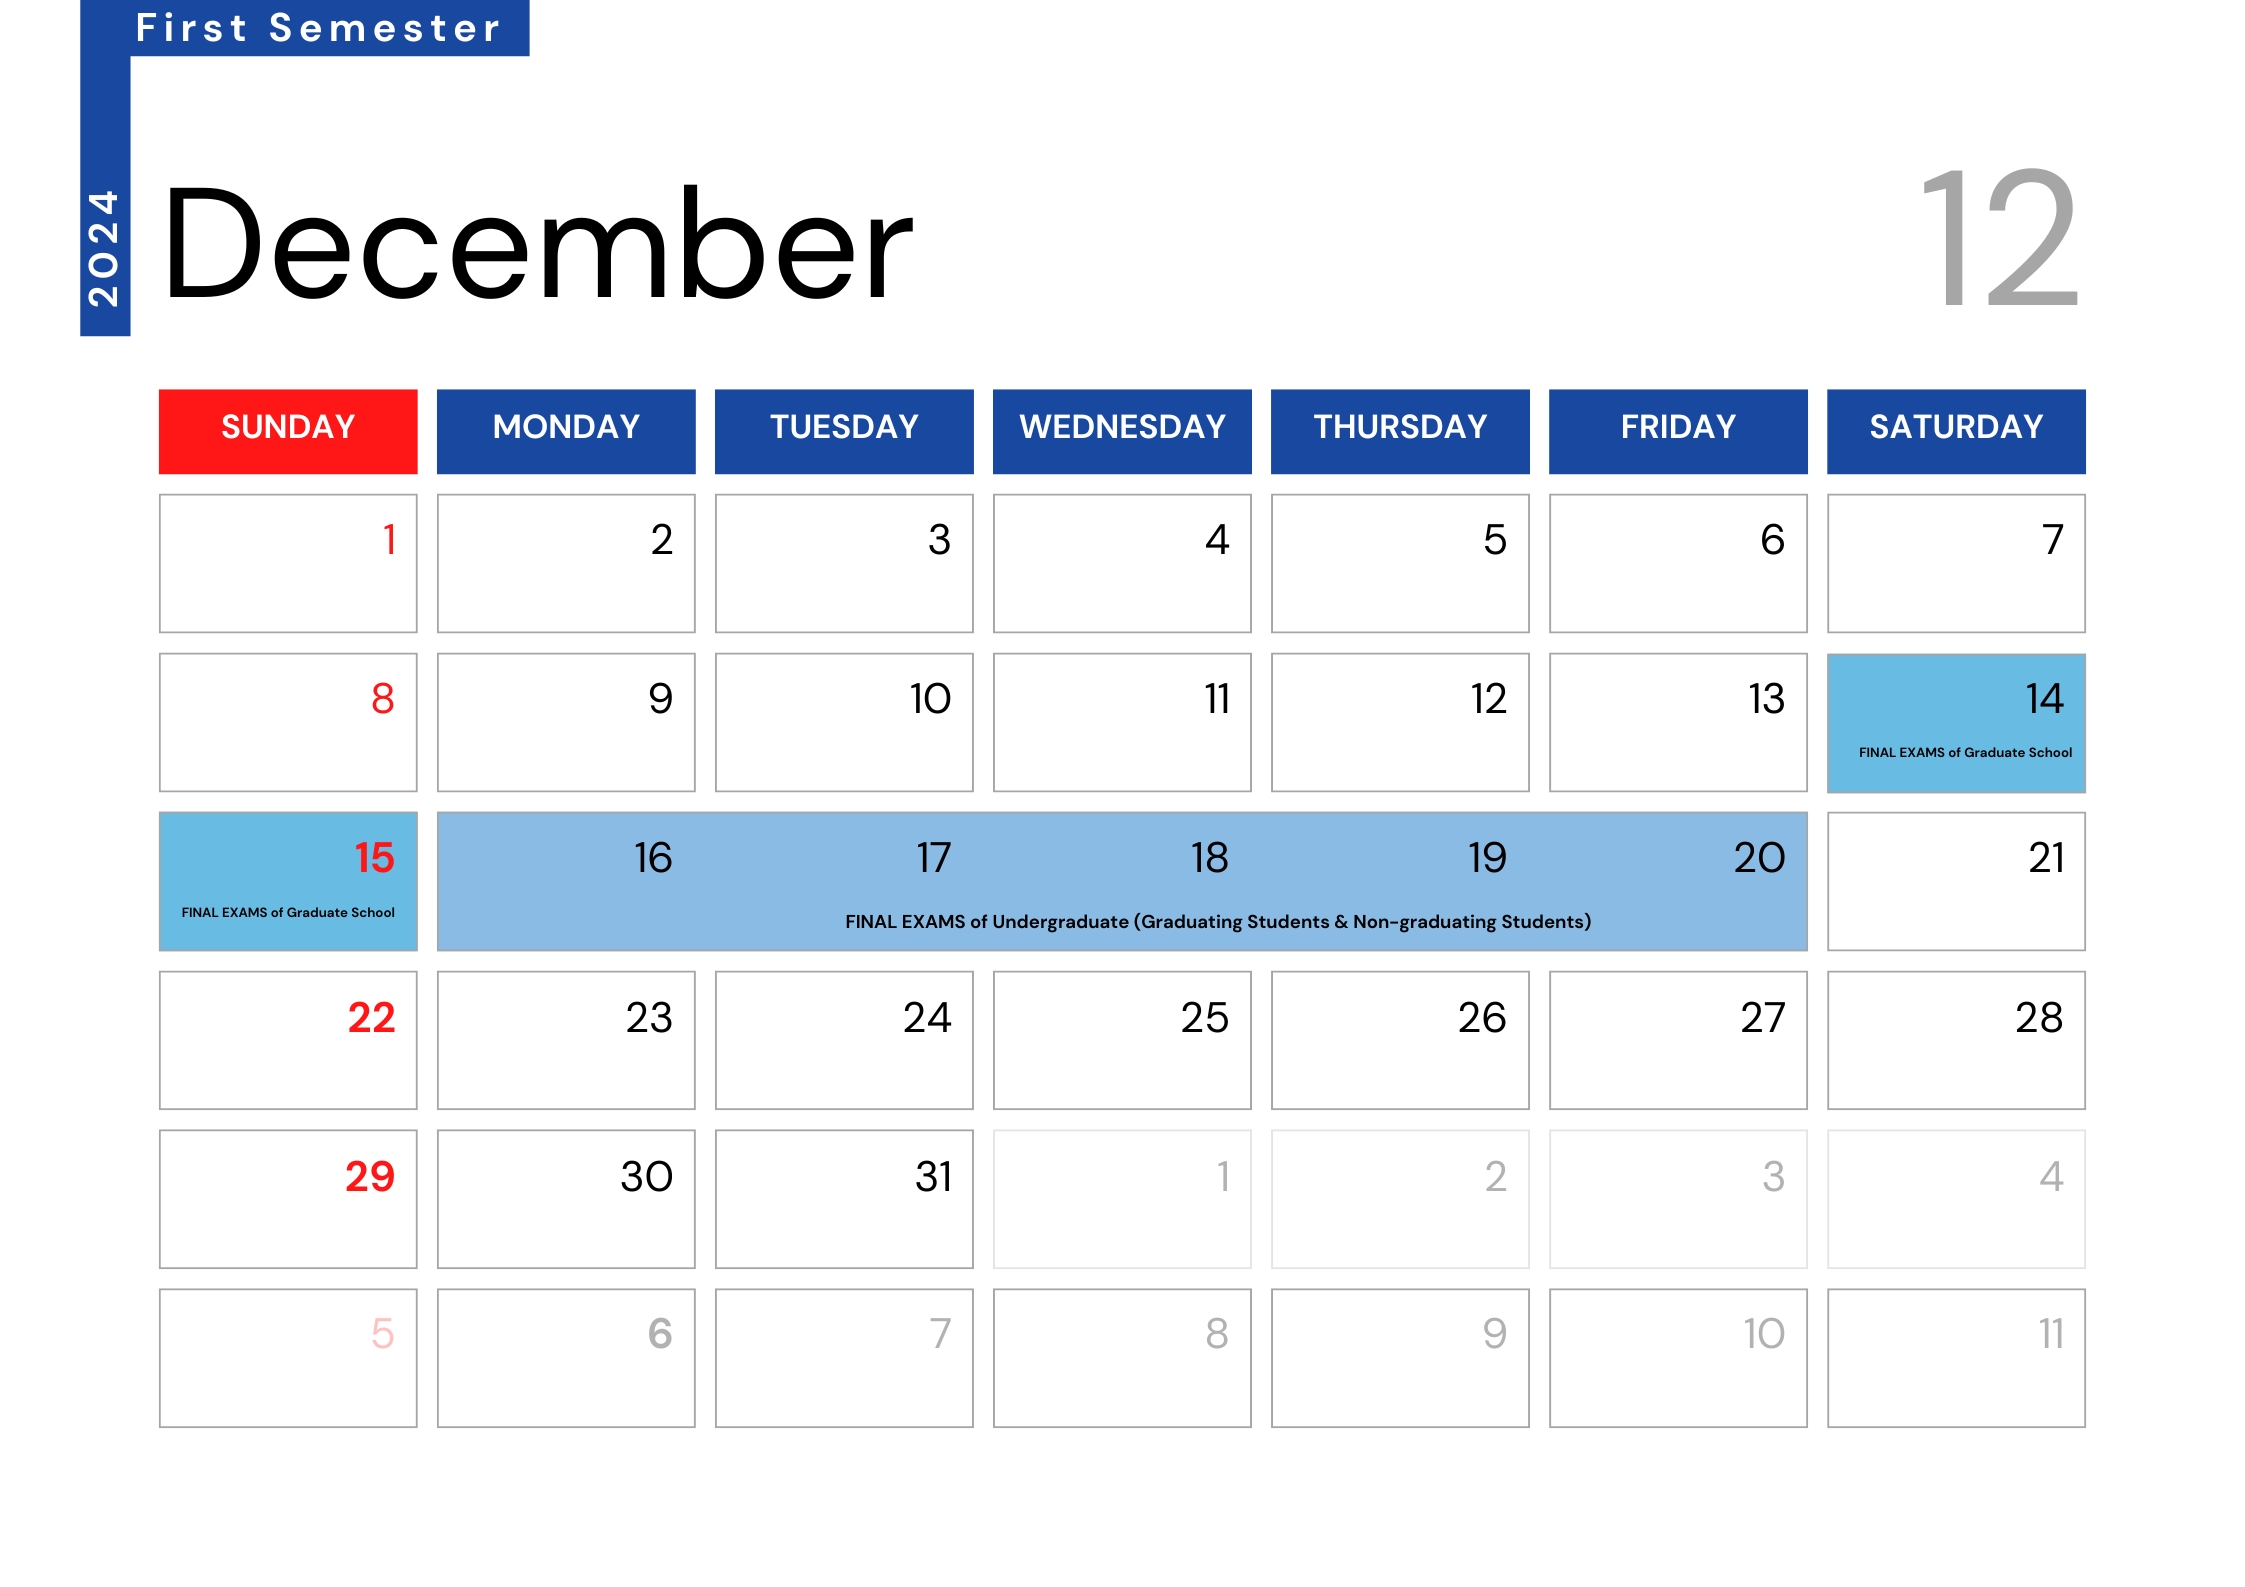 First Semester
2024
December
12
SUNDAY MONDAY TUESDAY WEDNESDAY THURSDAY FRIDAY SATURDAY
1 2 3 4 5 6 7
8 9 10 11 12 13 14
FINAL EXAMS of Graduate School
15 16 17 18 19 20 21
FINAL EXAMS of Graduate School
FINAL EXAMS of Undergraduate (Graduating Students & Non-graduating Students)
22 23 24 25 26 27 28
29 30 31 1 2 3 4
5 6 7 8 9 10 11